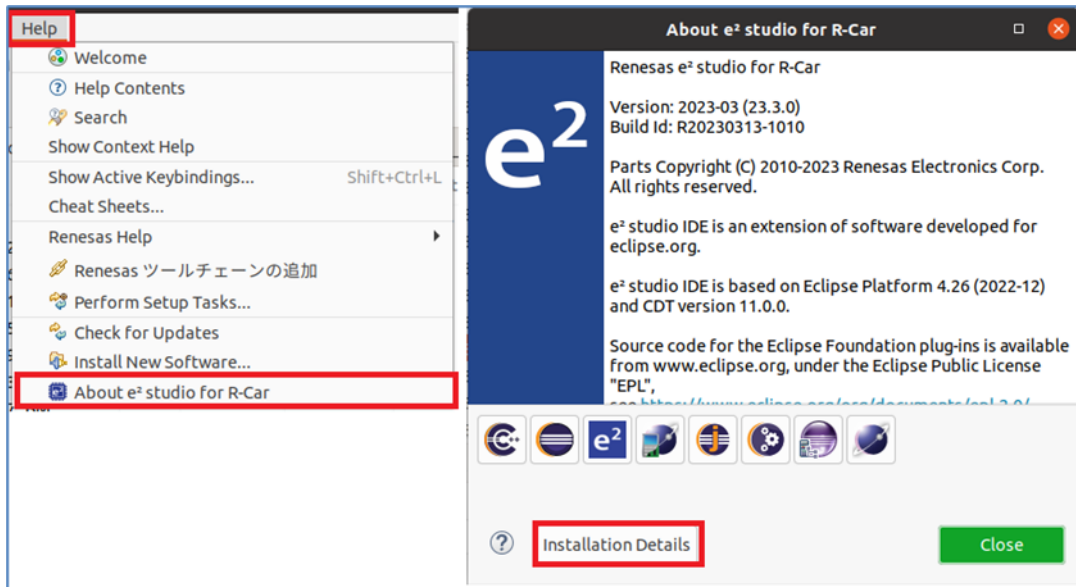 Help
Welcome
Help Contents
Search
Show Context Help
Show Active Keybindings... Shift+Ctrl+L
Cheat Sheets...
Renesas Help
Renesas ツールチェーンの追加
Perform Setup Tasks...
Check for Updates
Install New Software...
About e² studio for R-Car
About e² studio for R-Car
e²
Renesas e² studio for R-Car
Version: 2023-03 (23.3.0)
Build Id: R20230313-1010
Parts Copyright (C) 2010-2023 Renesas Electronics Corp.
All rights reserved.
e² studio IDE is an extension of software developed for
eclipse.org.
e² studio IDE is based on Eclipse Platform 4.26 (2022-12)
and CDT version 11.0.0.
Source code for the Eclipse Foundation plug-ins is available
from www.eclipse.org, under the Eclipse Public License
"EPL",
e²
Installation Details
Close